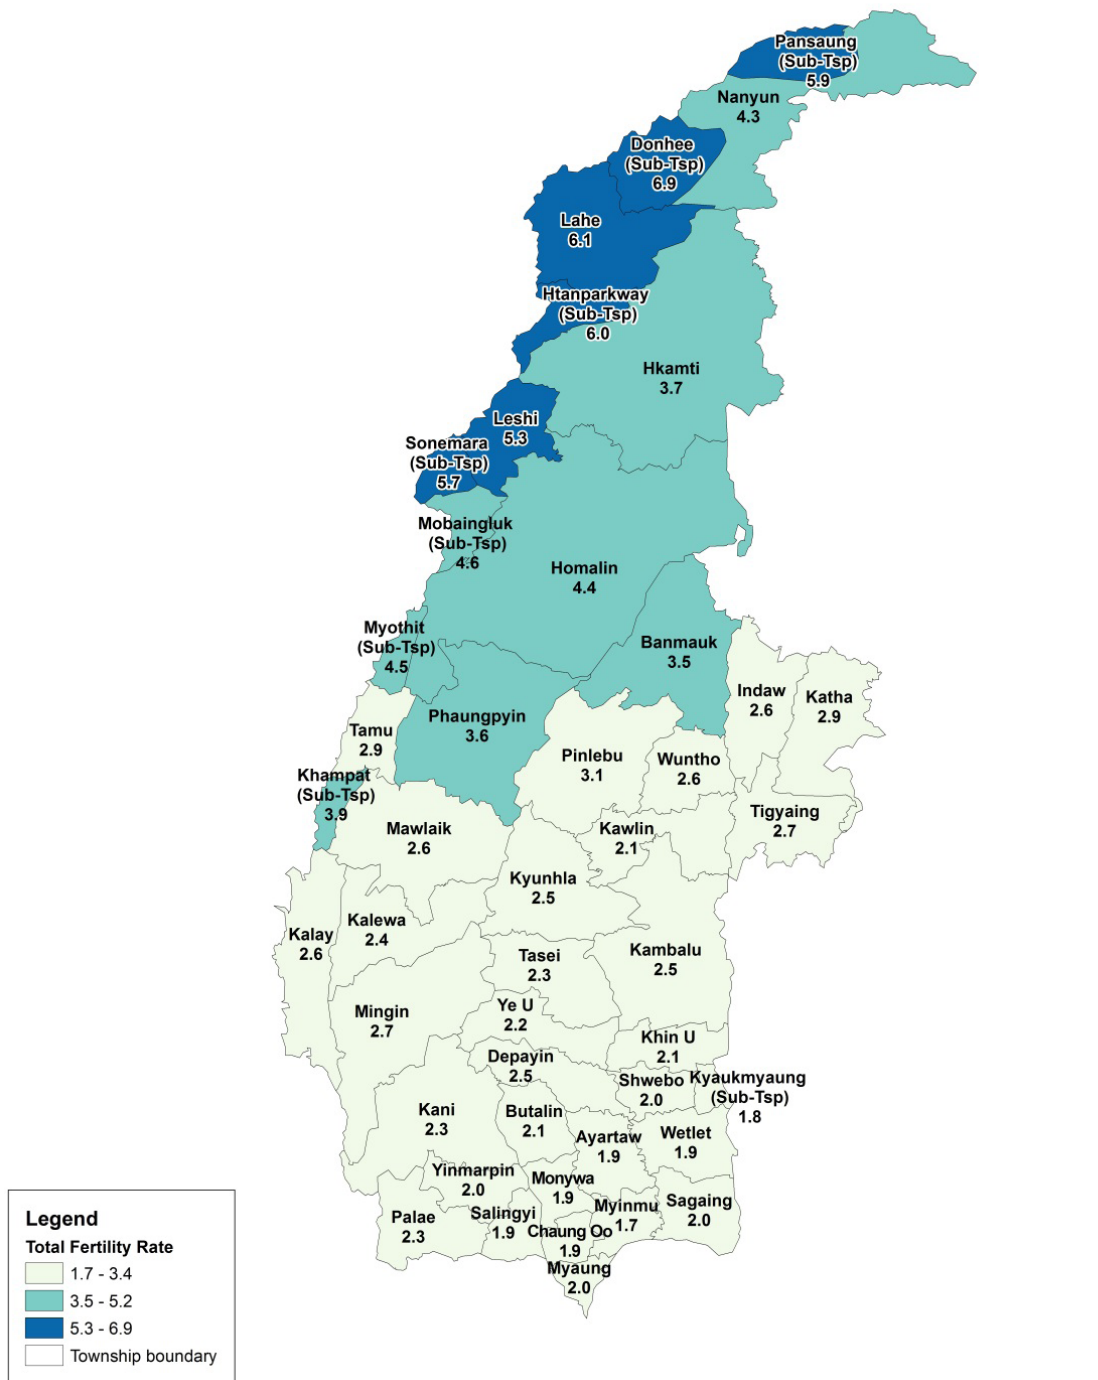 Pansaung
(Sub-Tsp)
5.9
Nanyun
4.3
Donhee
(Sub-Tsp)
6.9
Lahe
6.1
Htanparkway
(Sub-Tsp)
6.0
Hkamti
3.7
Leshi
5.3
Sonemara
(Sub-Tsp)
5.7
Mobaingluk
(Sub-Tsp)
4.6
Homalin
4.4
Myothit
(Sub-Tsp)
4.5
Banmauk
3.5
Indaw
2.6
Katha
2.9
Phaungpyin
3.6
Tamu
2.9
Pinlebu
3.1
Wuntho
2.6
Khampat
(Sub-Tsp)
3.9
Tigyaing
2.7
Mawlaik
2.6
Kawlin
2.1
Kyunhla
2.5
Kalewa
2.4
Kalay
2.6
Kambalu
2.5
Tasei
2.3
Mingin
2.7
Ye U
2.2
Khin U
2.1
Depayin
2.5
Shwebo
2.0
Kyaukmyaung
(Sub-Tsp)
1.8
Kani
2.3
Butalin
2.1
Ayartaw
1.9
Wetlet
1.9
Yinmarpin
2.0
Monywa
1.9
Myinmu
1.7
Sagaing
2.0
Palae
2.3
Salingyi
1.9
Chaung Oo
1.9
Myaung
2.0
Legend
Total Fertility Rate
1.7 - 3.4
3.5 - 5.2
5.3 - 6.9
Township boundary